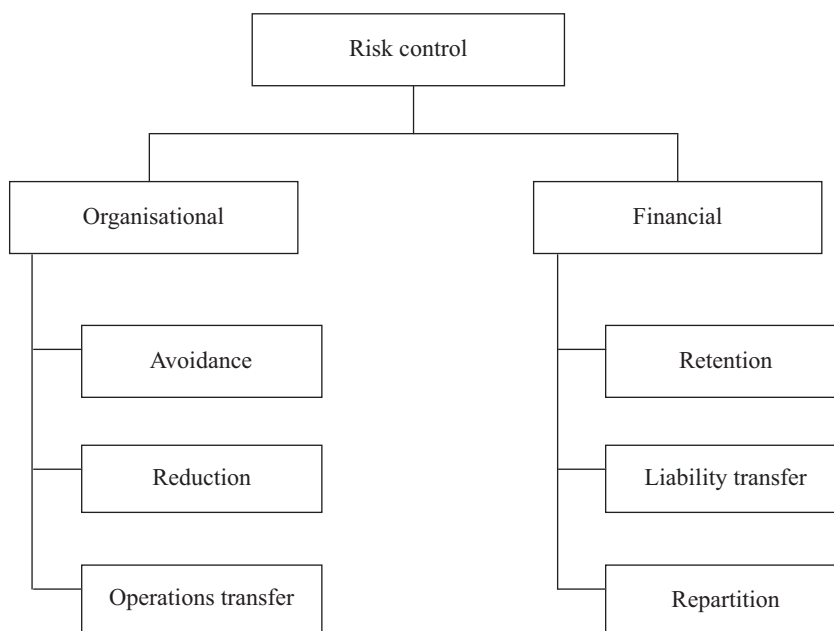 Risk control
Organisational
Financial
Avoidance
Retention
Reduction
Liability transfer
Operations transfer
Repartition